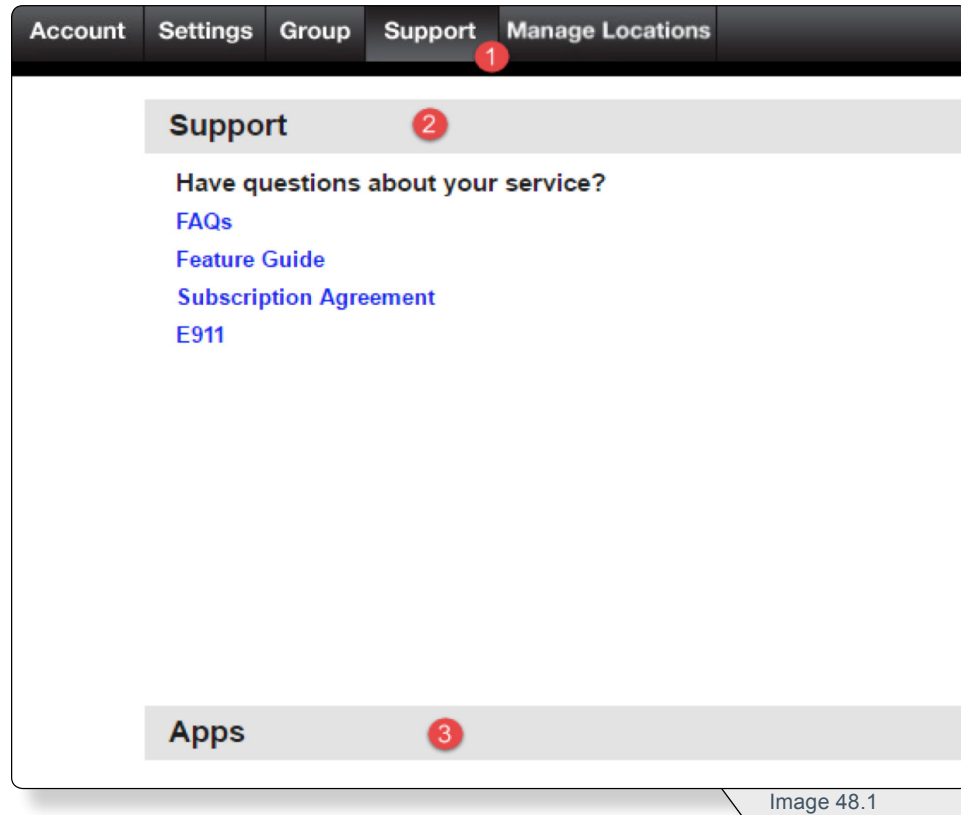 Account Settings Group Support Manage Locations
1
Support 2
Have questions about your service?
FAQs
Feature Guide
Subscription Agreement
E911
Apps 3
Image 48.1